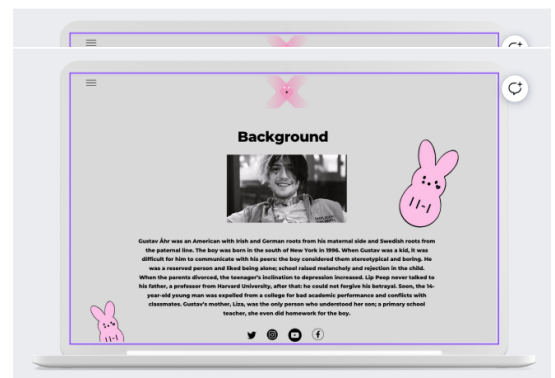 Background
Gustav Åhr was an American with Irish and German roots from his maternal side and Swedish roots from
the paternal line. The boy was born in the south of New York in 1996. When Gustav was a kid, it was
difficult for him to communicate with his peers: the boy considered them stereotypical and boring. He
was a reserved person and liked being alone; school raised melancholy and rejection in the child.
When the parents divorced, the teenager's inclination to depression increased. Lip Peep never talked to
his father, a professor from Harvard University, after that: he could not forgive his betrayal. Soon, the 14-
year-old young man was expelled from a college for bad academic performance and conflicts with
classmates. Gustav's mother, Liza, was the only person who understood her son; a primary school
teacher, she even did homework for the boy.